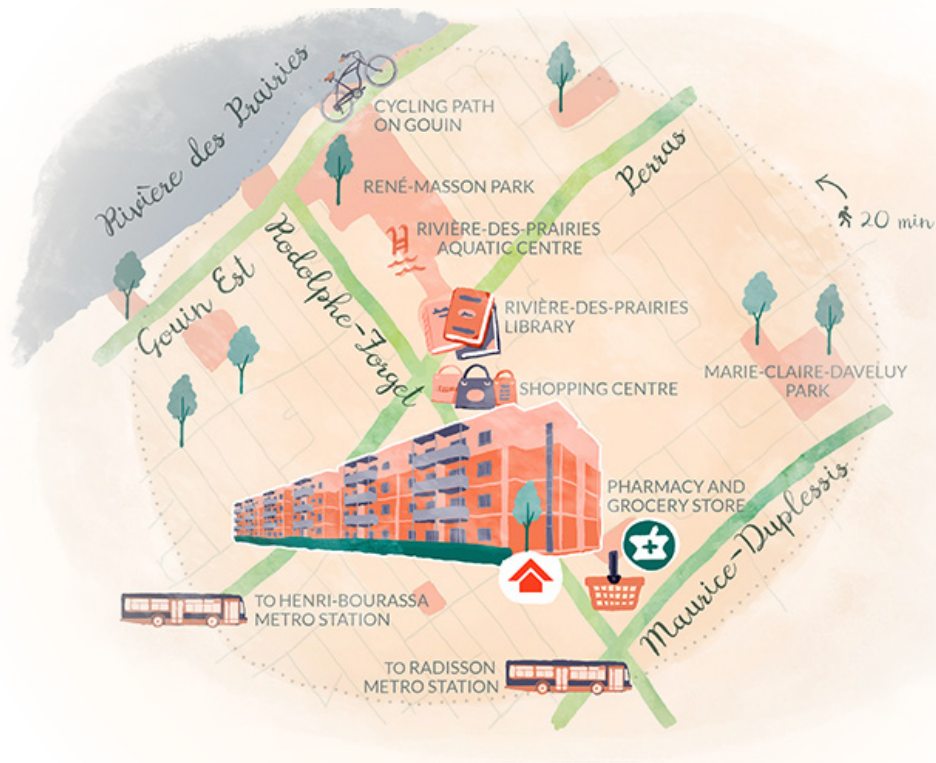 Rivière des Prairies
CYCLING PATH
ON GOUIN
RENÉ-MASSON PARK
Perras
20 min
RIVIÈRE-DES-PRAIRIES
AQUATIC CENTRE
Gouin Est
Rodolphe-Forget
RIVIÈRE-DES-PRAIRIES
LIBRARY
SHOPPING CENTRE
MARIE-CLAIRE-DAVELUY
PARK
PHARMACY AND
GROCERY STORE
Maurice-Duplessis
TO HENRI-BOURASSA
METRO STATION
TO RADISSON
METRO STATION